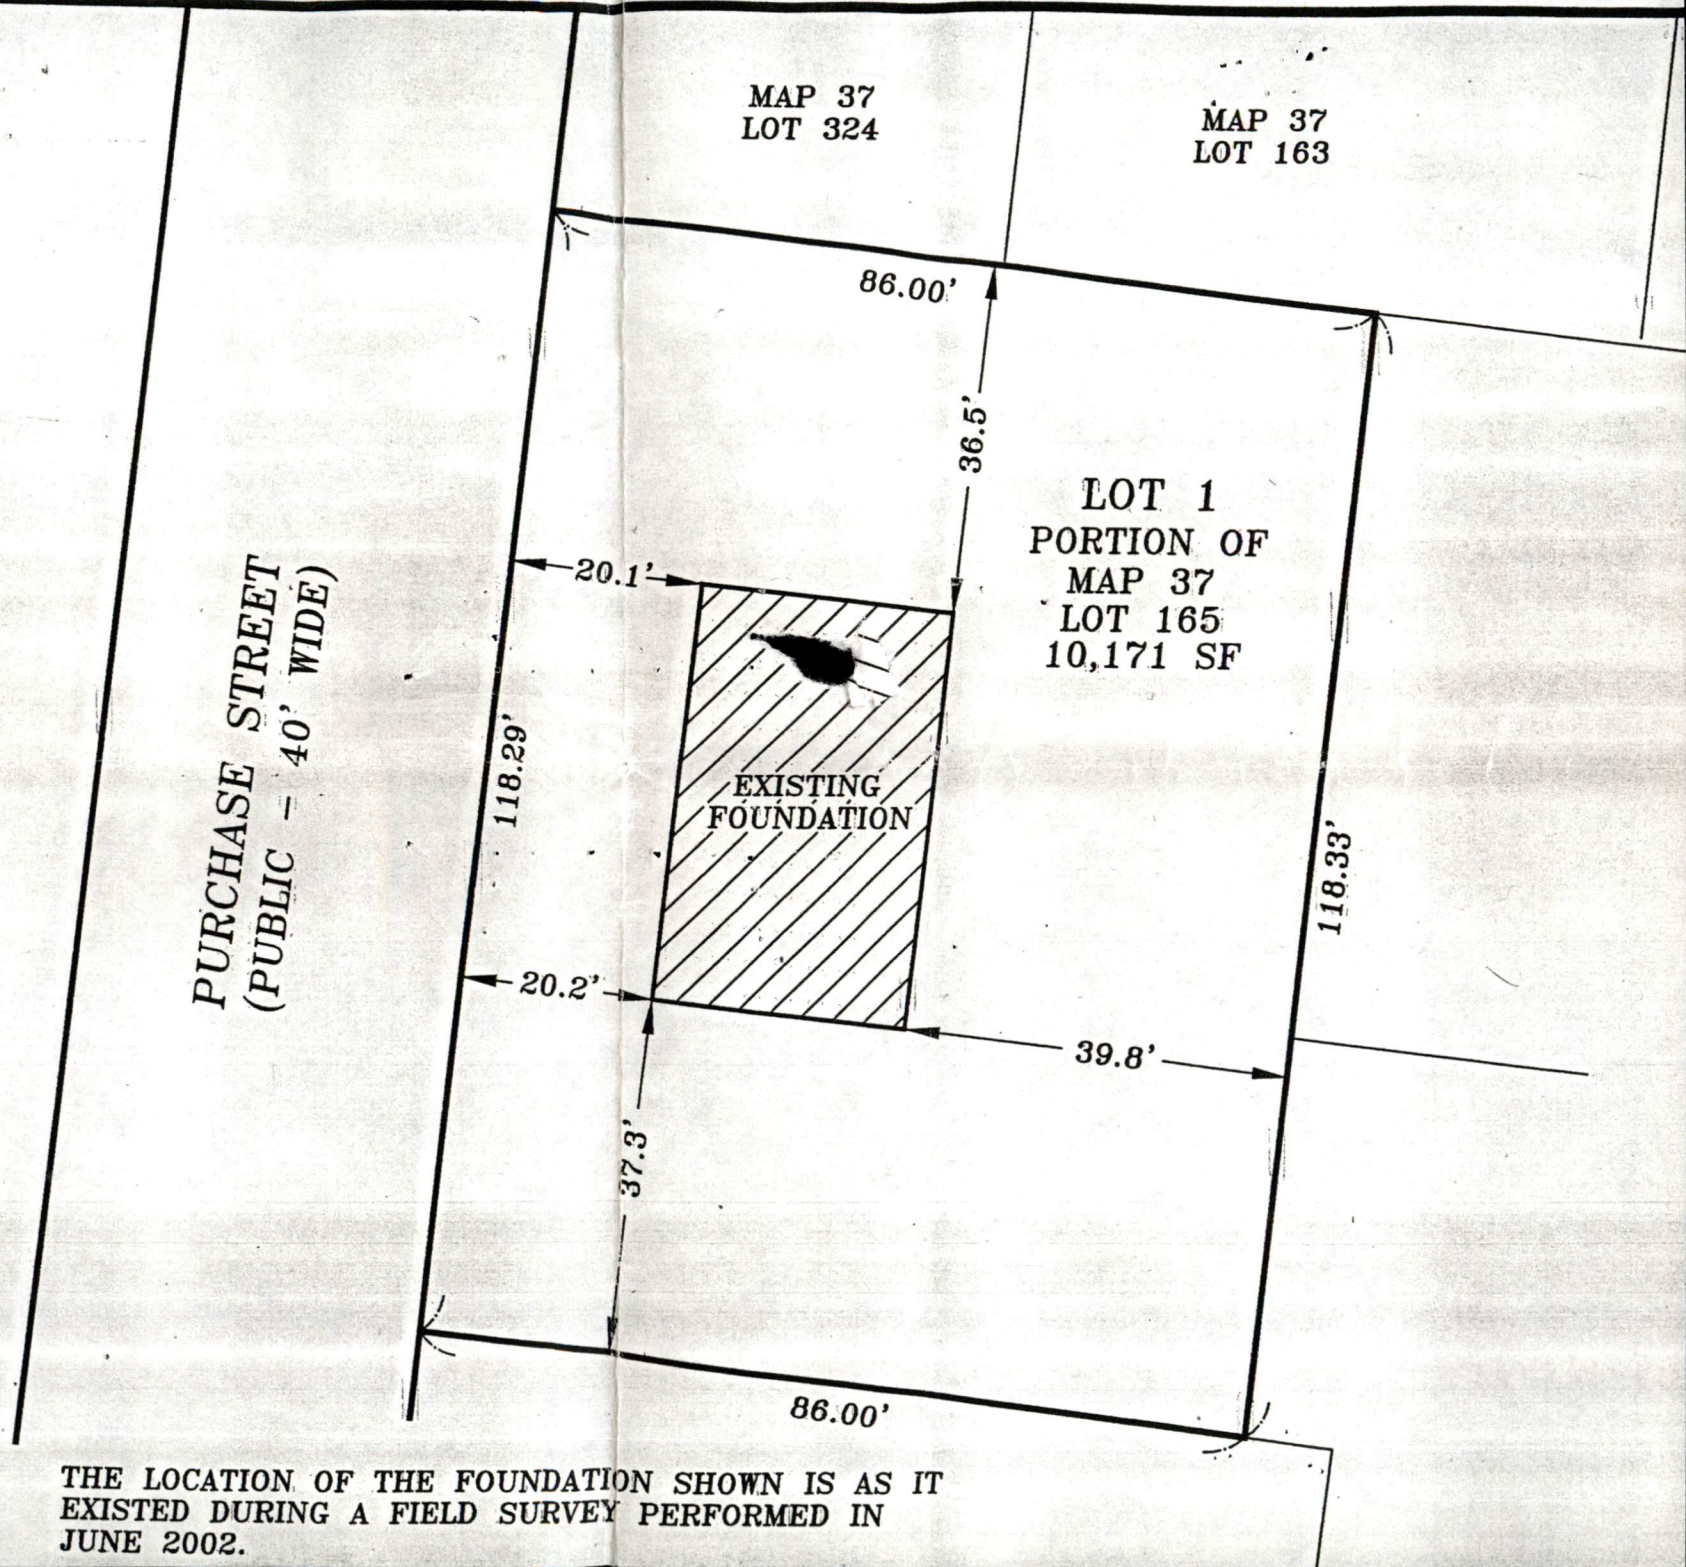 MAP 37
LOT 324
MAP 37
LOT 163
86.00'
36.5'
LOT 1
PORTION OF
MAP 37
LOT 165
10,171 SF
20.1'
PURCHASE STREET
(PUBLIC - 40' WIDE)
118.29'
EXISTING
FOUNDATION
118.33'
20.2'
39.8'
37.3'
86.00'
THE LOCATION OF THE FOUNDATION SHOWN IS AS IT
EXISTED DURING A FIELD SURVEY PERFORMED IN
JUNE 2002.